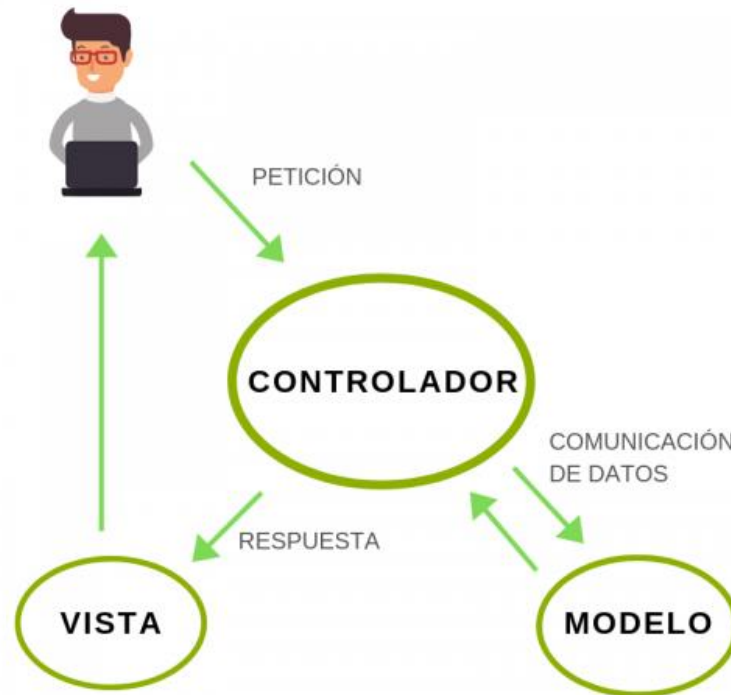 PETICIÓN
CONTROLADOR
COMUNICACIÓN
DE DATOS
RESPUESTA
VISTA
MODELO